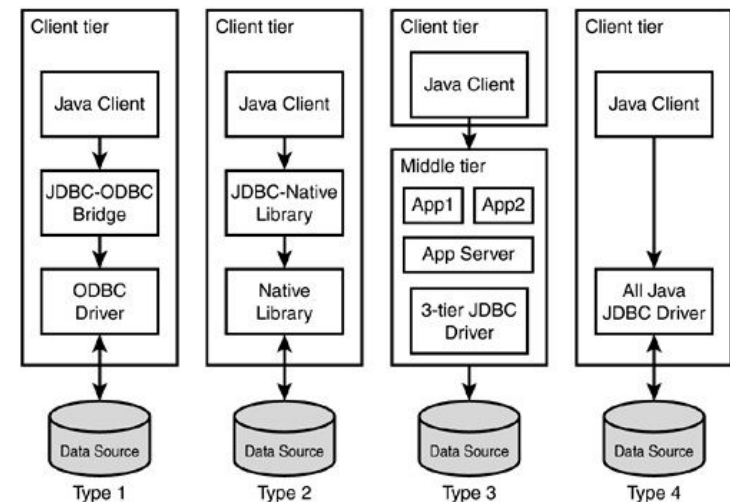 Client tier
Java Client
JDBC-ODBC
Bridge
ODBC
Driver
Data Source
Type 1
Client tier
Java Client
JDBC-Native
Library
Native
Library
Data Source
Type 2
Client tier
Java Client
Middle tier
App1
App2
App Server
3-tier JDBC
Driver
Data Source
Type 3
Client tier
Java Client
All Java
JDBC Driver
Data Source
Type 4